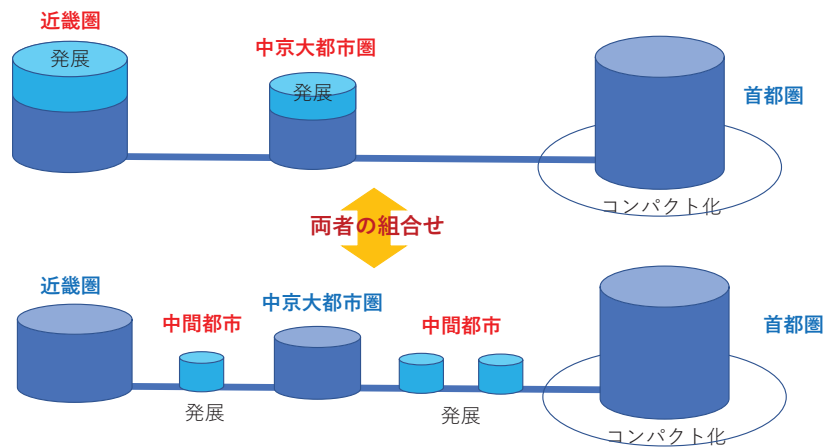 近畿圏
発展
中京大都市圏
発展
首都圏
コンパクト化
両者の組合せ
近畿圏
中間都市
中京大都市圏
中間都市
首都圏
発展
発展
コンパクト化